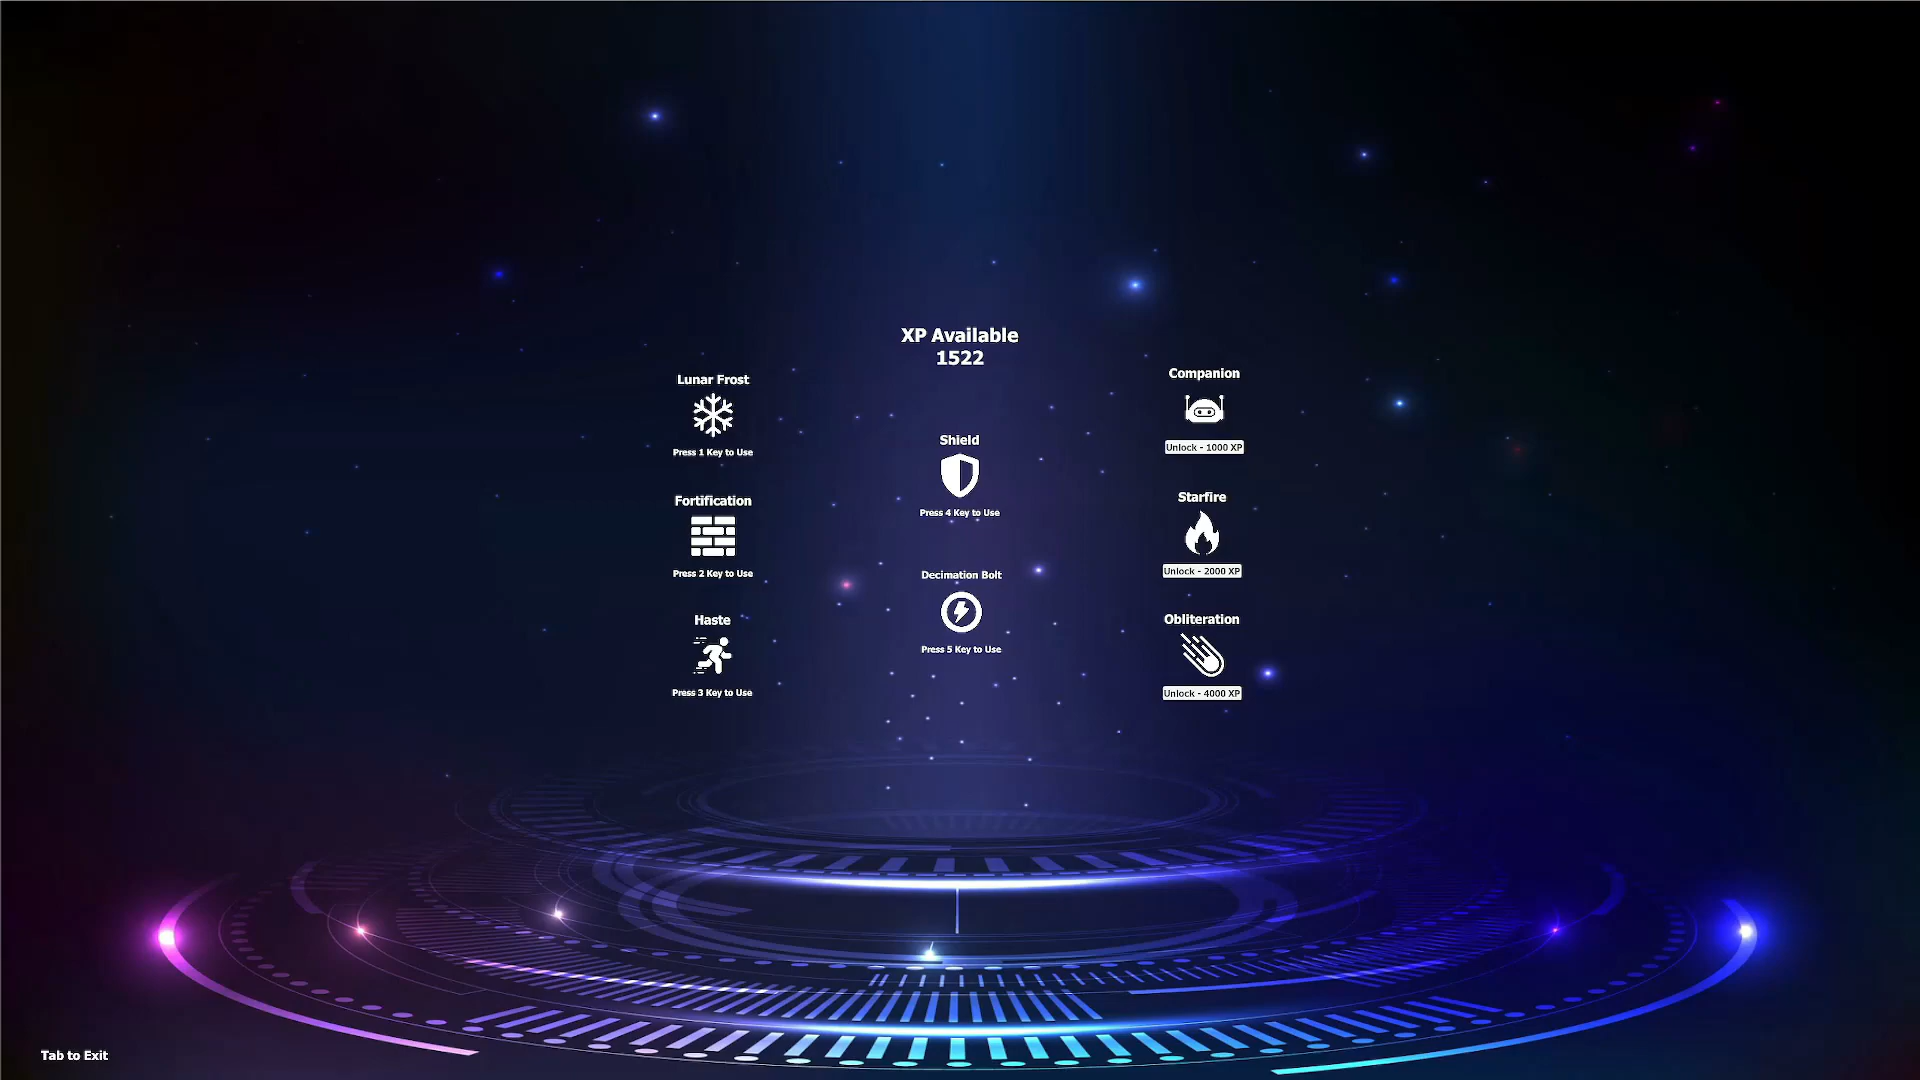 XP Available
1522
Lunar Frost
Press 1 Key to Use
Fortification
Press 2 Key to Use
Haste
Press 3 Key to Use
Shield
Press 4 Key to Use
Decimation Bolt
Press 5 Key to Use
Companion
Unlock - 1000 XP
Starfire
Unlock - 2000 XP
Obliteration
Unlock - 4000 XP
Tab to Exit